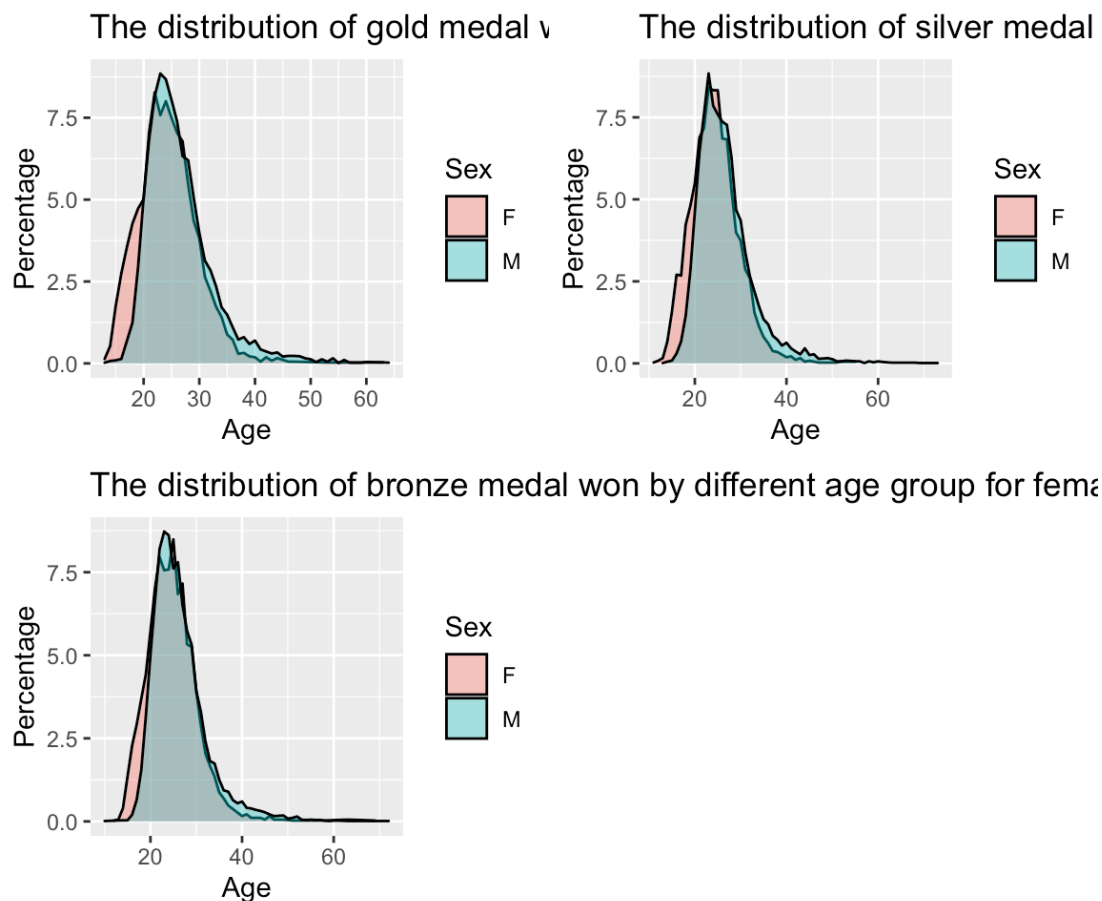 The distribution of gold medal
7.5
5.0
2.5
0.0
Percentage
20 30 40 50 60
Age
Sex
F
M
The distribution of silver medal
7.5
5.0
2.5
0.0
Percentage
20 40 60
Age
Sex
F
M
The distribution of bronze medal won by different age group for fema
7.5
5.0
2.5
0.0
Percentage
20 40 60
Age
Sex
F
M